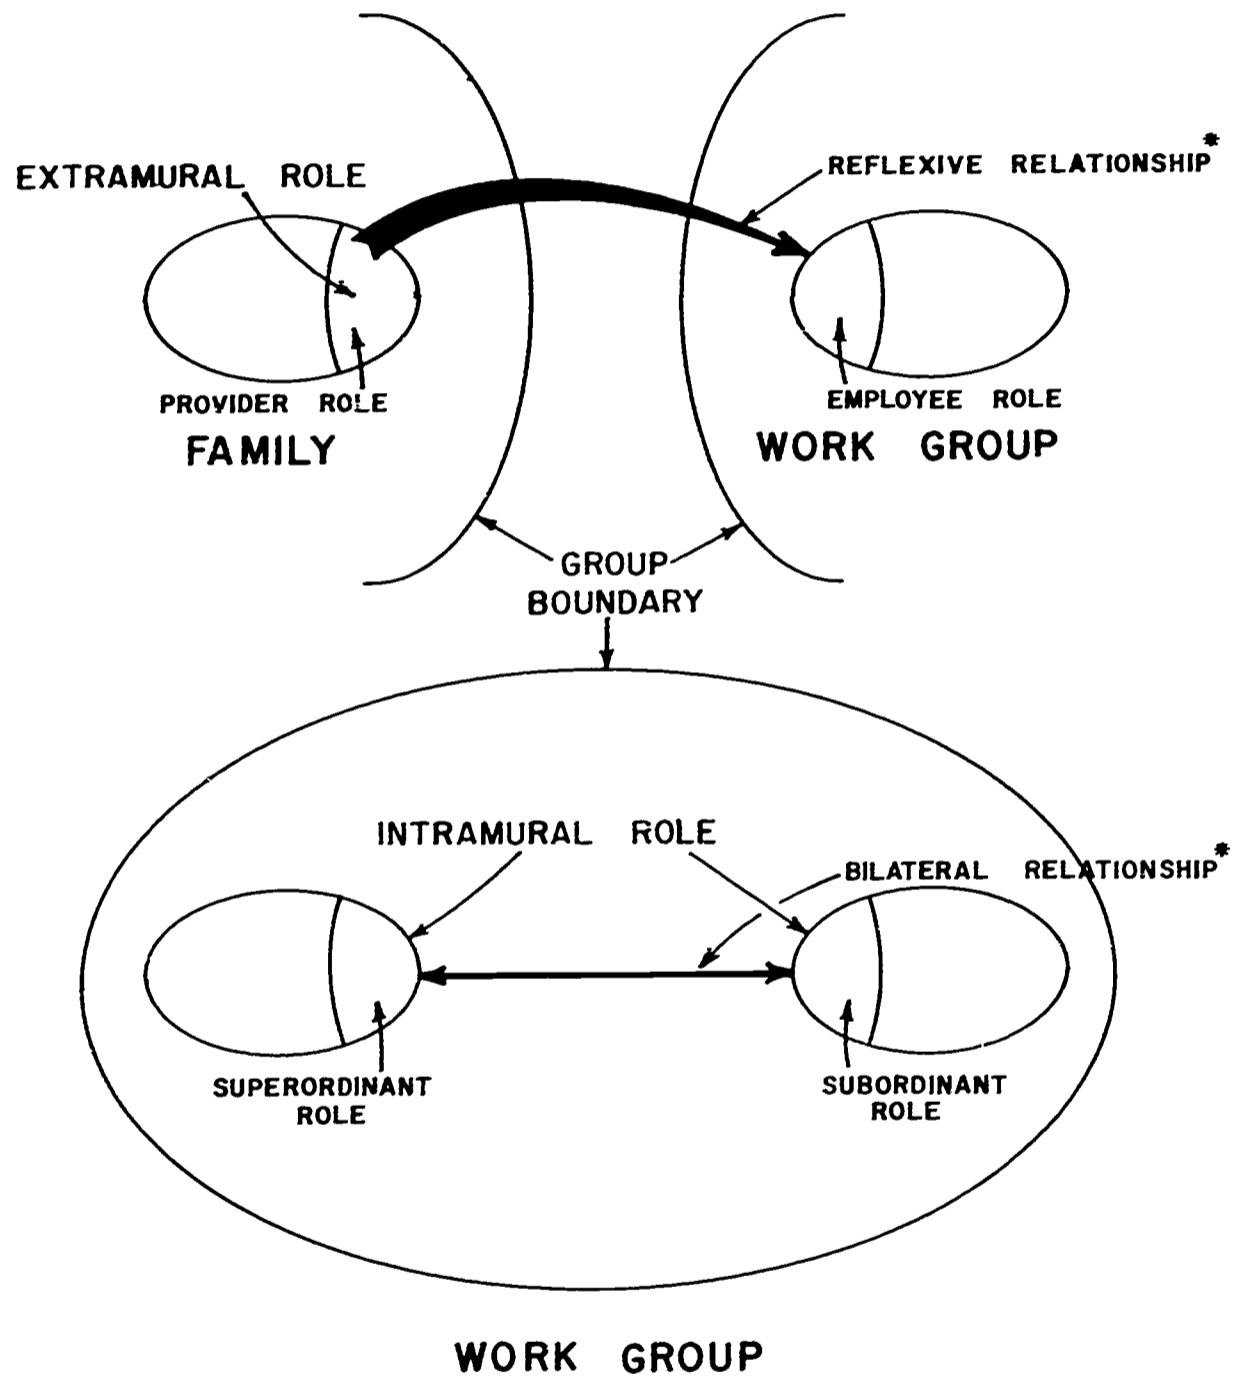 EXTRAMURAL ROLE
REFLEXIVE RELATIONSHIP*
PROVIDER ROLE
EMPLOYEE ROLE
FAMILY
WORK GROUP
GROUP
BOUNDARY
INTRAMURAL ROLE
BILATERAL RELATIONSHIP*
SUPERORDINANT
ROLE
SUBORDINANT
ROLE
WORK GROUP